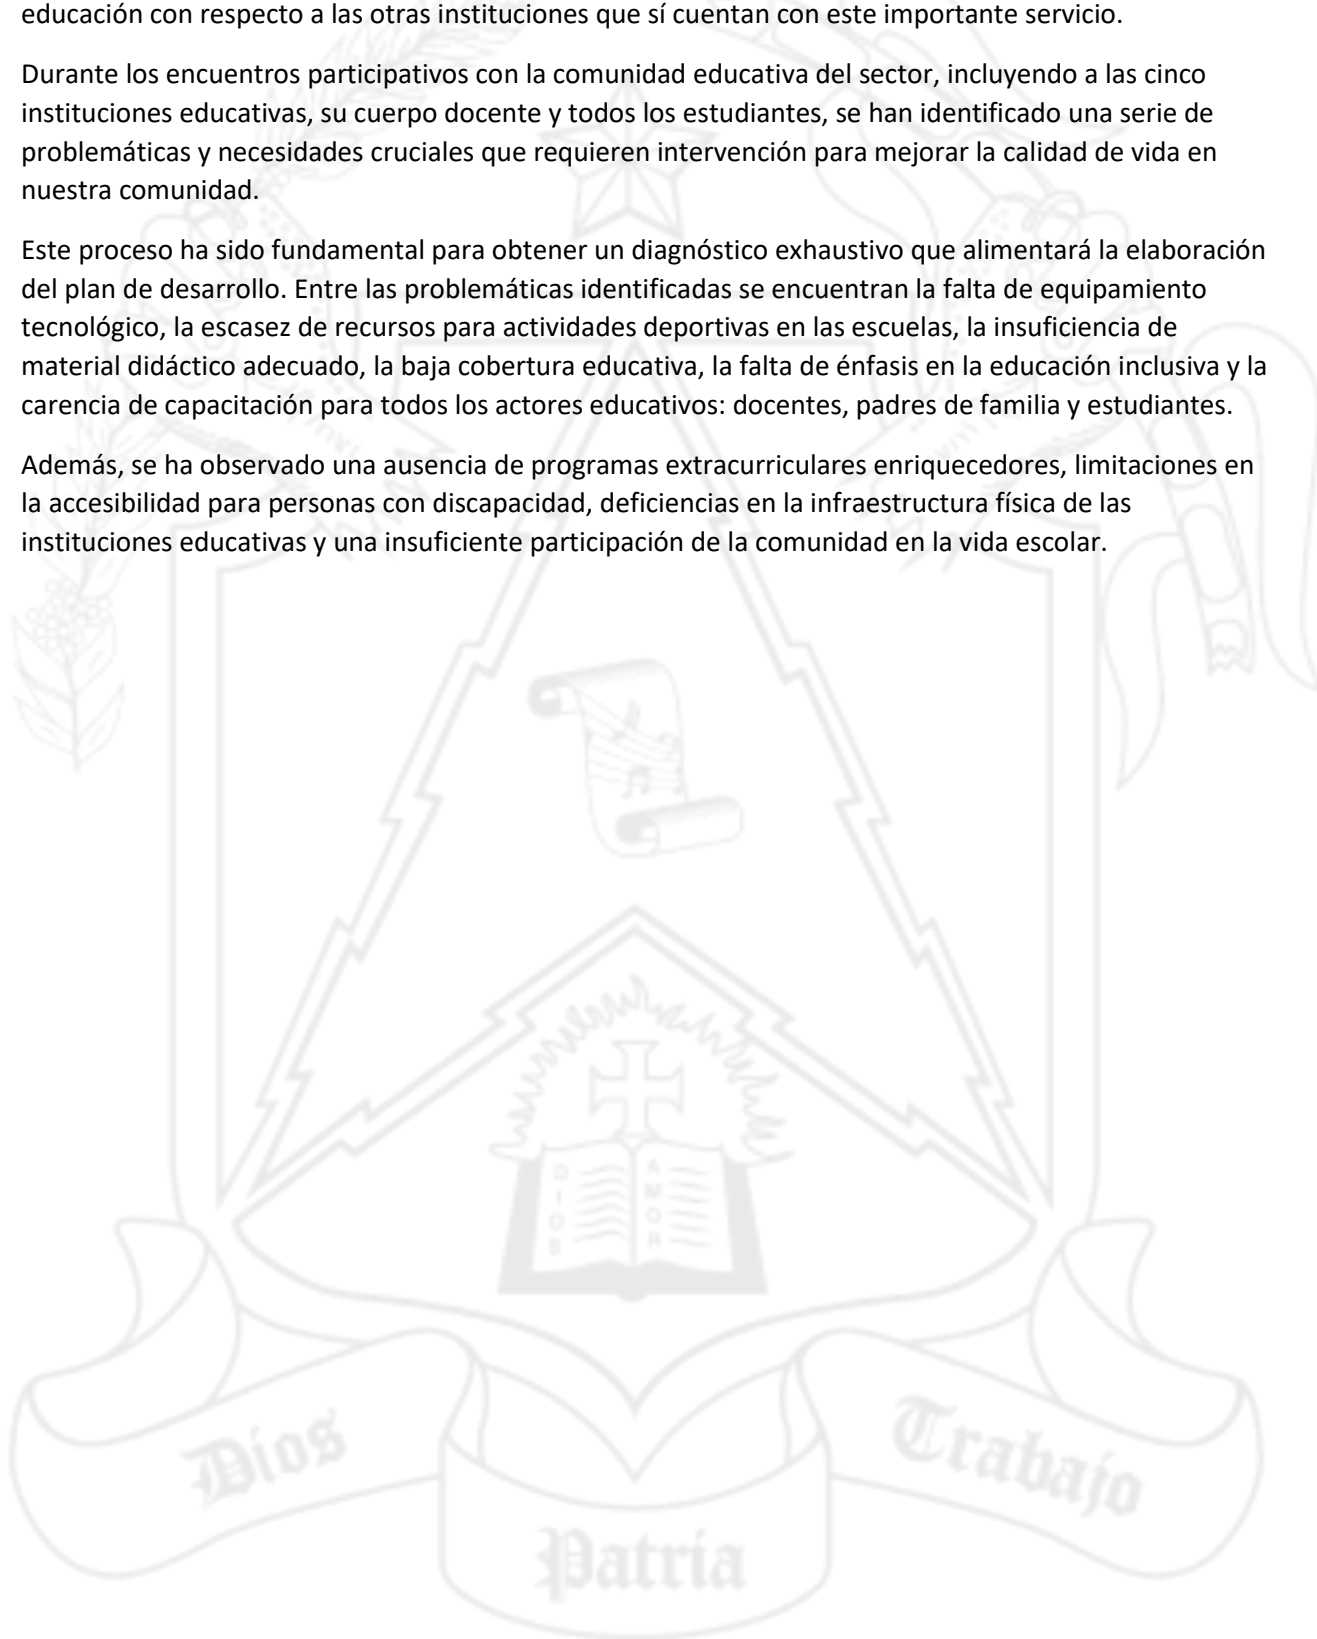 educación con respecto a las otras instituciones que sí cuentan con este importante servicio.
Durante los encuentros participativos con la comunidad educativa del sector, incluyendo a las cinco
instituciones educativas, su cuerpo docente y todos los estudiantes, se han identificado una serie de
problemáticas y necesidades cruciales que requieren intervención para mejorar la calidad de vida en
nuestra comunidad.
Este proceso ha sido fundamental para obtener un diagnóstico exhaustivo que alimentará la elaboración
del plan de desarrollo. Entre las problemáticas identificadas se encuentran la falta de equipamiento
tecnológico, la escasez de recursos para actividades deportivas en las escuelas, la insuficiencia de
material didáctico adecuado, la baja cobertura educativa, la falta de énfasis en la educación inclusiva y la
carencia de capacitación para todos los actores educativos: docentes, padres de familia y estudiantes.
Además, se ha observado una ausencia de programas extracurriculares enriquecedores, limitaciones en
la accesibilidad para personas con discapacidad, deficiencias en la infraestructura física de las
instituciones educativas y una insuficiente participación de la comunidad en la vida escolar.
DIOS
AMOR
Dios
Trabajo
Patria